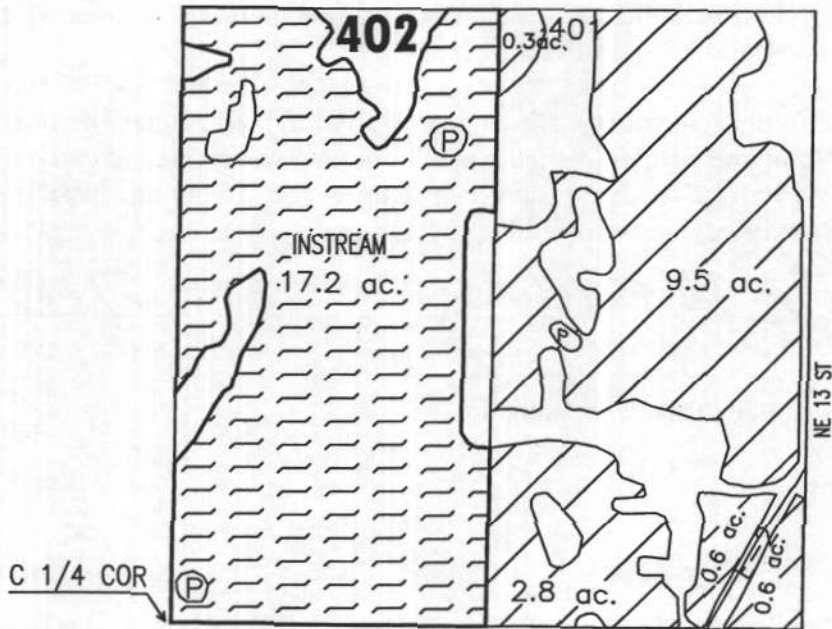 402
401
0.3ac.
P
INSTREAM
17.2 ac.
9.5 ac.
P
NE 13 ST
0.6 ac.
0.6 ac.
C 1/4 COR
P
2.8 ac.